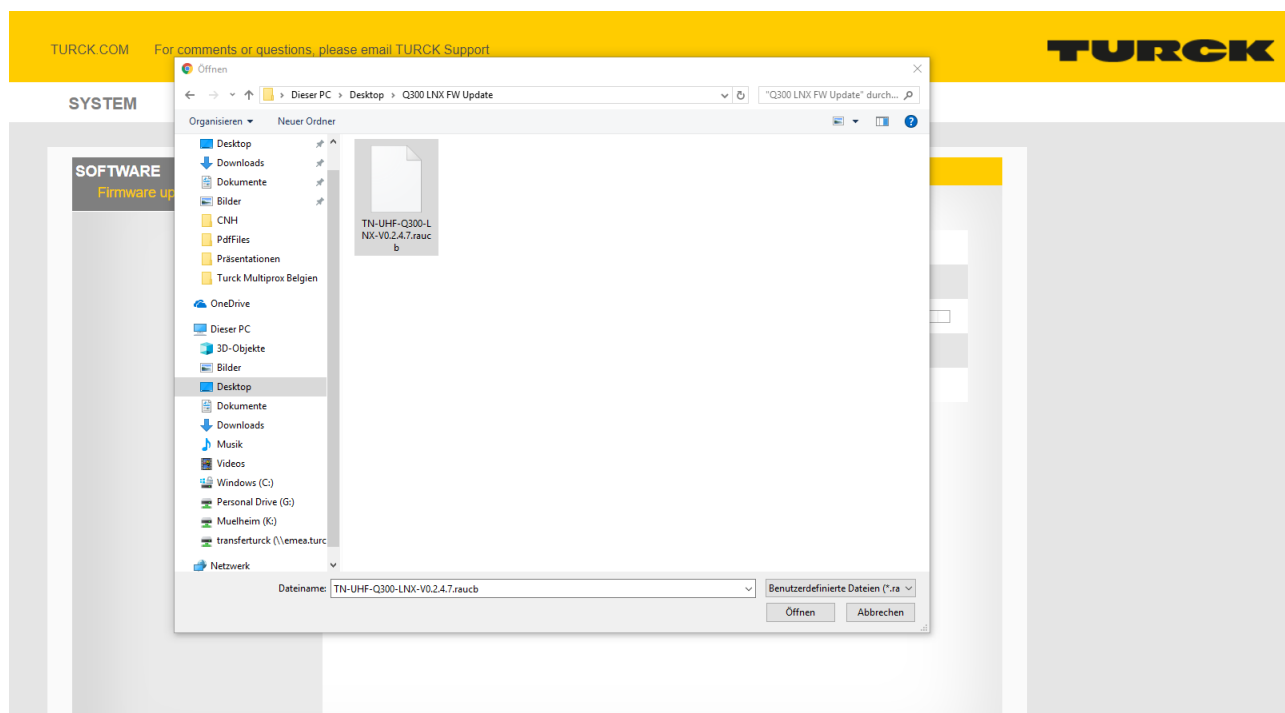 TURCK.COM For comments or questions, please email TURCK Support
TURCK
SYSTEM
SOFTWARE
Firmware up
Öffnen
Dieser PC > Desktop > Q300 LNX FW Update
"Q300 LNX FW Update" durch...
Organisieren Neuer Ordner
Desktop
Downloads
Dokumente
Bilder
CNH
PdfFiles
Präsentationen
Turck Multiprox Belgien
OneDrive
Dieser PC
3D-Objekte
Bilder
Desktop
Dokumente
Downloads
Musik
Videos
Windows (C:)
Personal Drive (G:)
Muelheim (K:)
transferturck (\\emea.turc
Netzwerk
TN-UHF-Q300-L
NX-V0.2.4.7.rauc
b
Dateiname: TN-UHF-Q300-LNX-V0.2.4.7.raucb
Benutzerdefinierte Dateien (*.ra
Öffnen Abbrechen